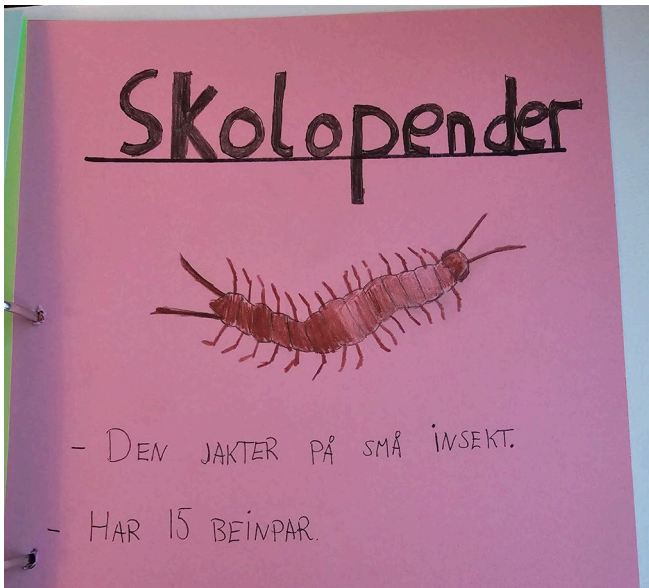 Skolopender
- DEN JAKTER PÅ SMÅ INSEKT.
- HAR 15 BEINPAR.